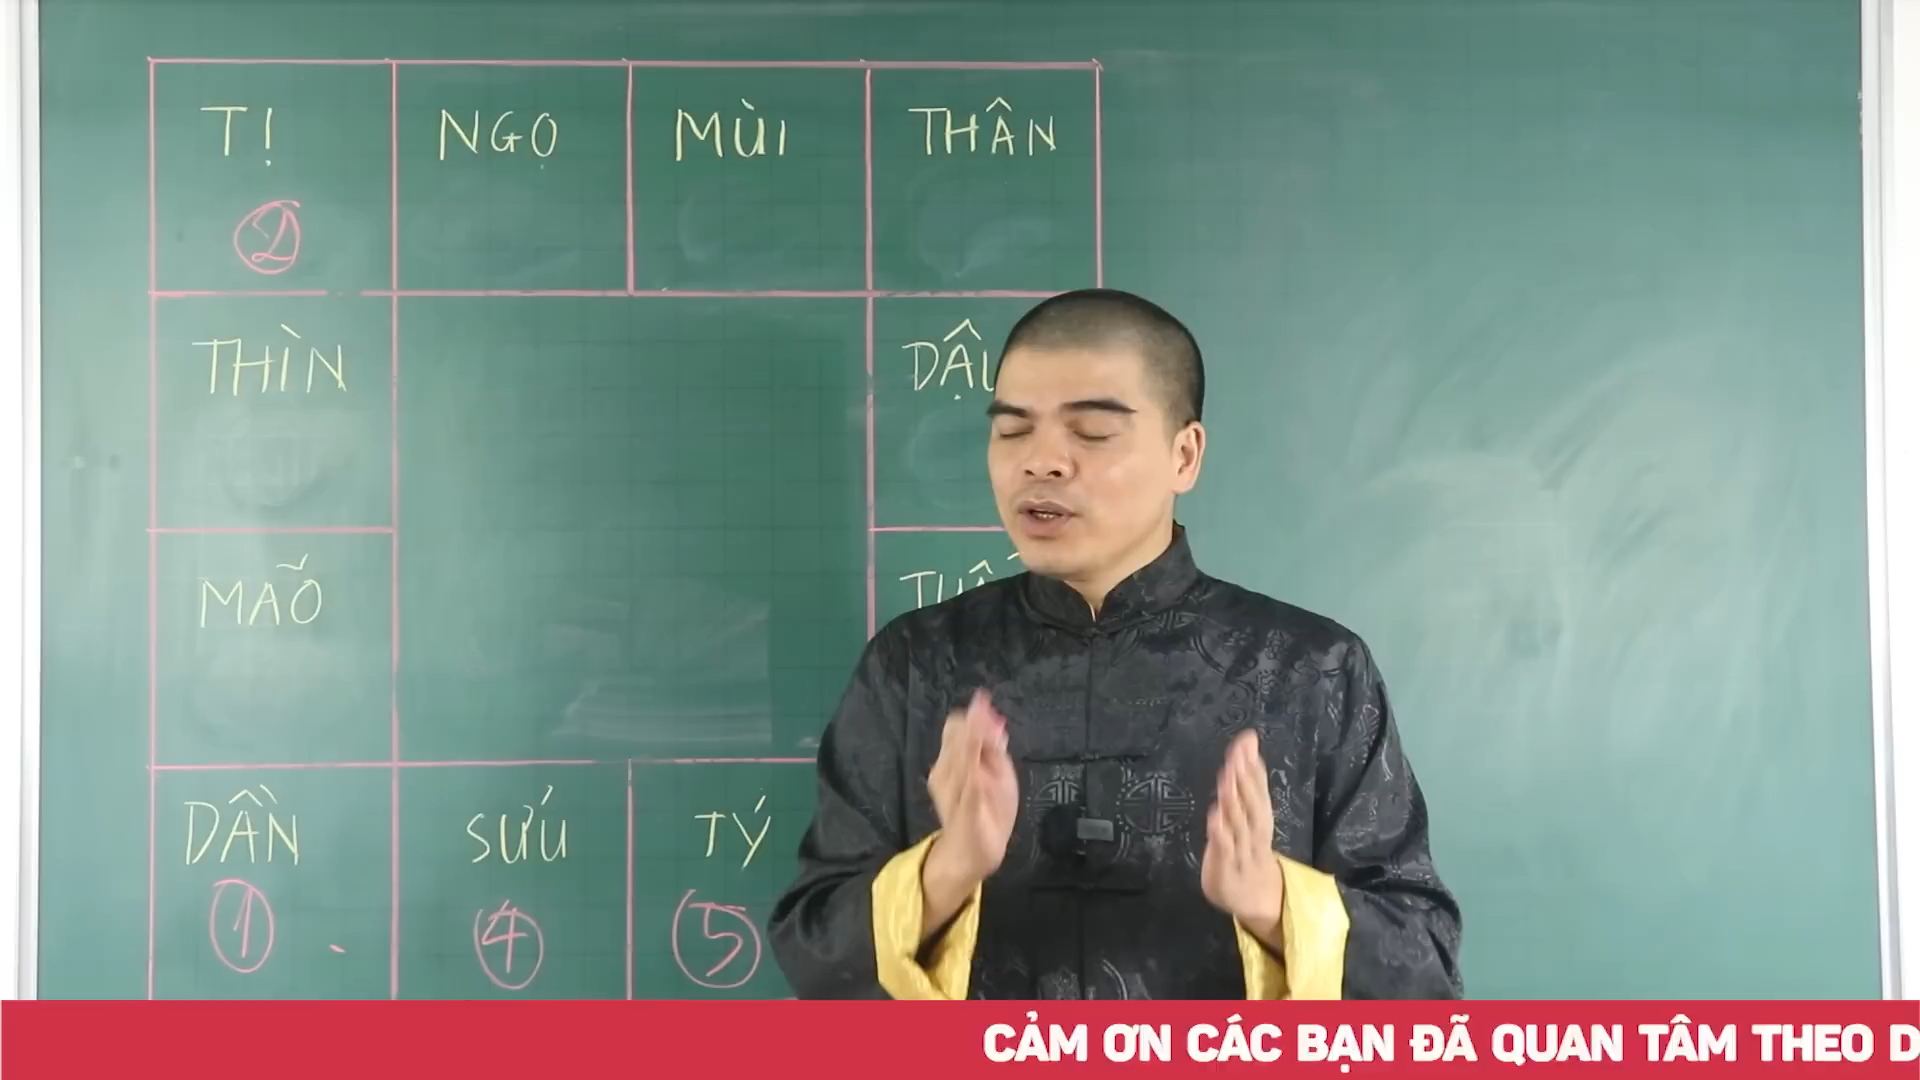 TỊ NGỌ MÙI THÂN
②
THÌN
MÃO
DẦN SỬU TÝ
① ④ ⑤
CẢM ƠN CÁC BẠN ĐÃ QUAN TÂM THEO